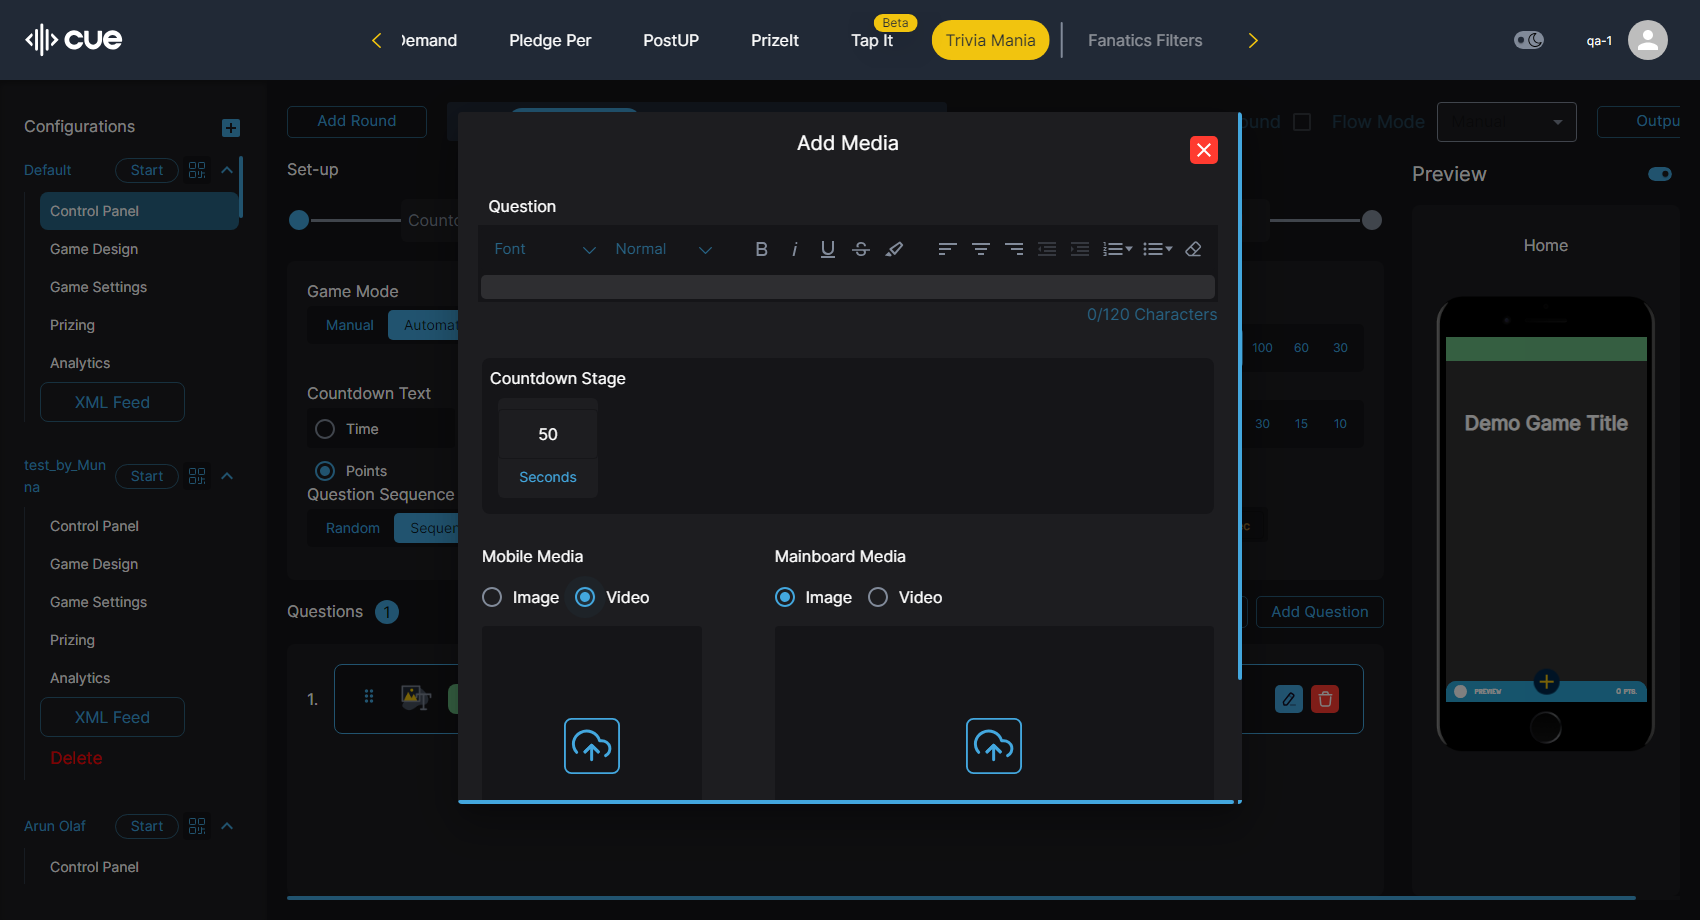 cue
Demand
Pledge Per
PostUP
PrizeIt
Tap It
Beta
Trivia Mania
Fanatics Filters
qa-1
Configurations
Default
Start
Control Panel
Game Design
Game Settings
Prizing
Analytics
XML Feed
test_by_Mun
na
Start
Control Panel
Game Design
Game Settings
Prizing
Analytics
XML Feed
Delete
Arun Olaf
Start
Control Panel
Add Round
Flow Mode
Outpu
Set-up
Game Mode
Manual
Automat
Countdown Text
Time
Points
Question Sequence
Random
Sequen
100 60 30
30 15 10
Questions 1
Add Question
1.
Add Media
Question
Font
Normal
0/120 Characters
Countdown Stage
50
Seconds
Mobile Media
Image
Video
Mainboard Media
Image
Video
Preview
Home
Demo Game Title
PREVIEW
0 PTS.